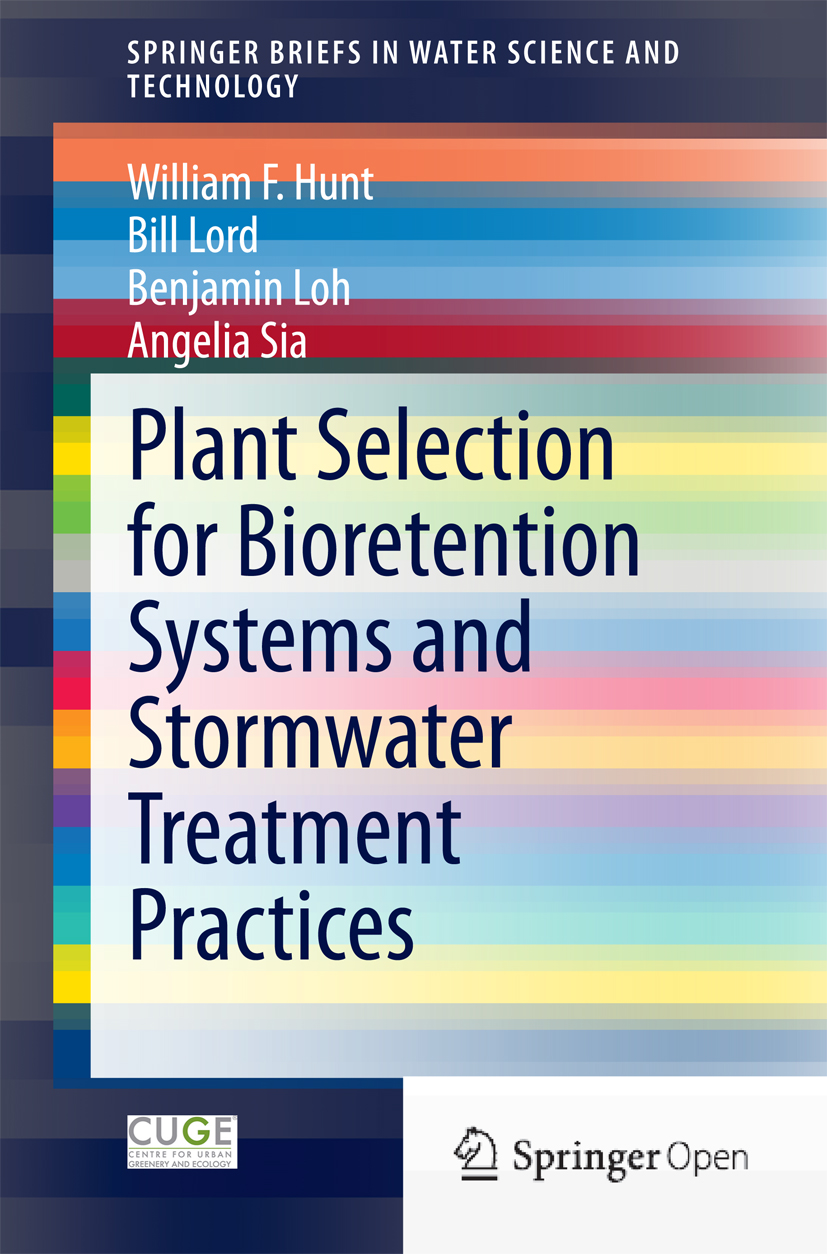 SPRINGER BRIEFS IN WATER SCIENCE AND
TECHNOLOGY
William F. Hunt
Bill Lord
Benjamin Loh
Angelia Sia
Plant Selection
for Bioretention
Systems and
Stormwater
Treatment
Practices
CUGE
CENTRE FOR URBAN
GREENERY AND ECOLOGY
Springer Open